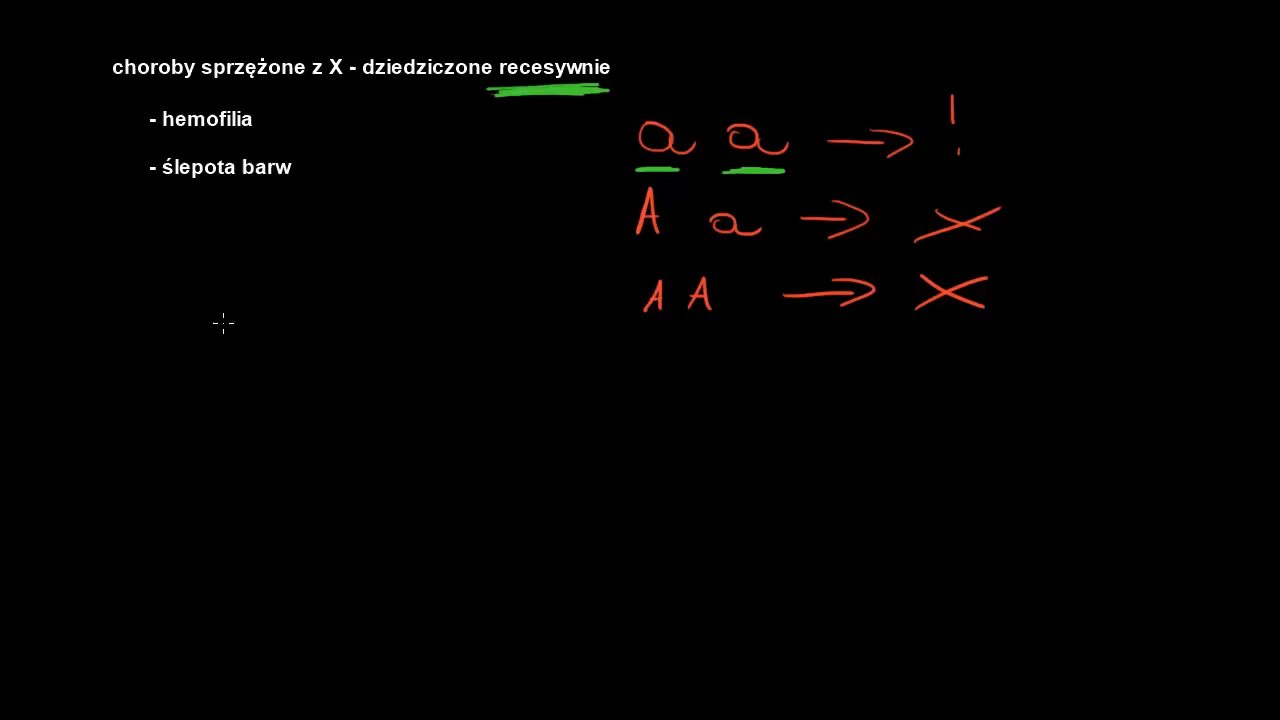 choroby sprzężone z X - dziedziczone recesywnie
- hemofilia
- ślepota barw
a a → !
A a → X
A A → X